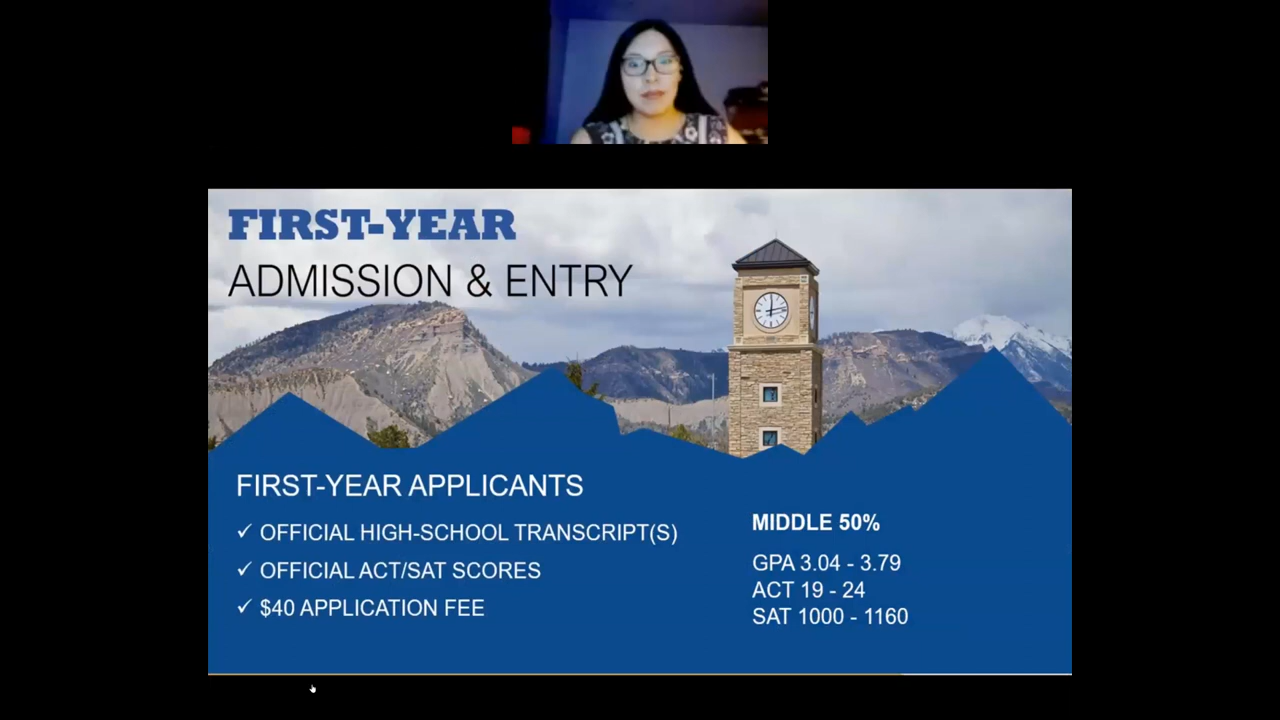 FIRST-YEAR
ADMISSION & ENTRY
FIRST-YEAR APPLICANTS
✓ OFFICIAL HIGH-SCHOOL TRANSCRIPT(S)
✓ OFFICIAL ACT/SAT SCORES
✓ $40 APPLICATION FEE
MIDDLE 50%
GPA 3.04 - 3.79
ACT 19 - 24
SAT 1000 - 1160